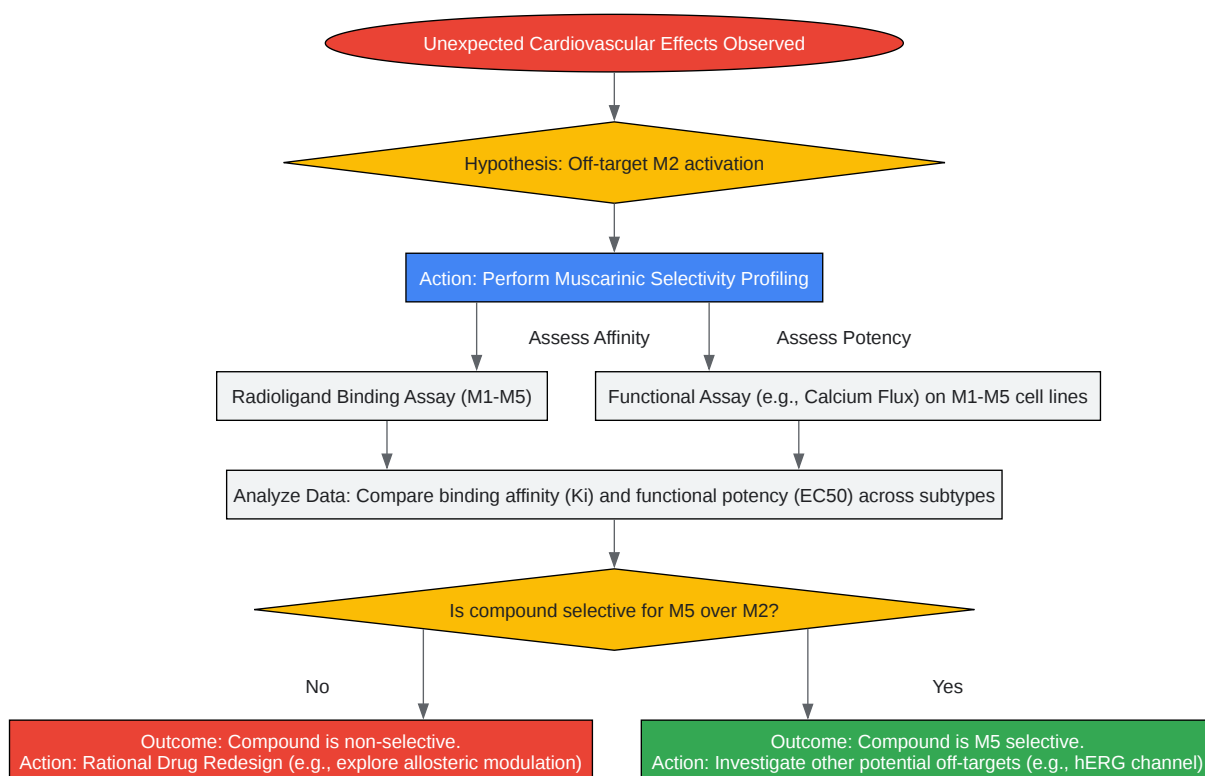 Unexpected Cardiovascular Effects Observed
Hypothesis: Off-target M2 activation
Action: Perform Muscarinic Selectivity Profiling
Assess Affinity
Assess Potency
Radioligand Binding Assay (M1-M5)
Functional Assay (e.g., Calcium Flux) on M1-M5 cell lines
Analyze Data: Compare binding affinity (Ki) and functional potency (EC50) across subtypes
Is compound selective for M5 over M2?
No
Yes
Outcome: Compound is non-selective.
Action: Rational Drug Redesign (e.g., explore allosteric modulation)
Outcome: Compound is M5 selective.
Action: Investigate other potential off-targets (e.g., hERG channel)